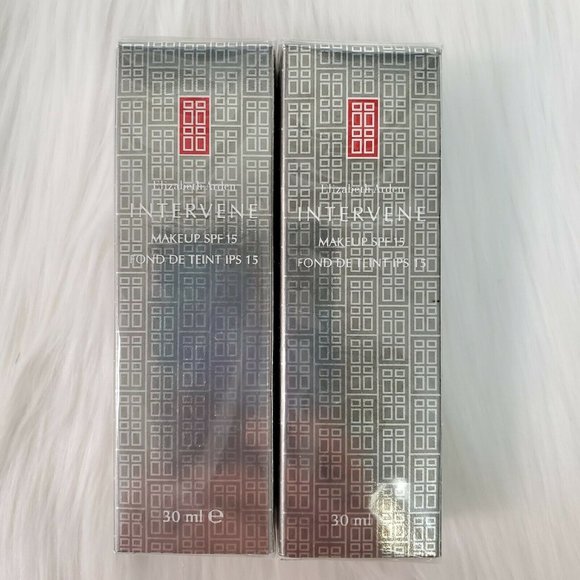 Elizabeth Arden
INTERVENE
MAKEUP SPF 15
FOND DE TEINT IPS 15
30 ml e
Elizabeth Arden
INTERVENE
MAKEUP SPF 15
FOND DE TEINT IPS 15
30 ml